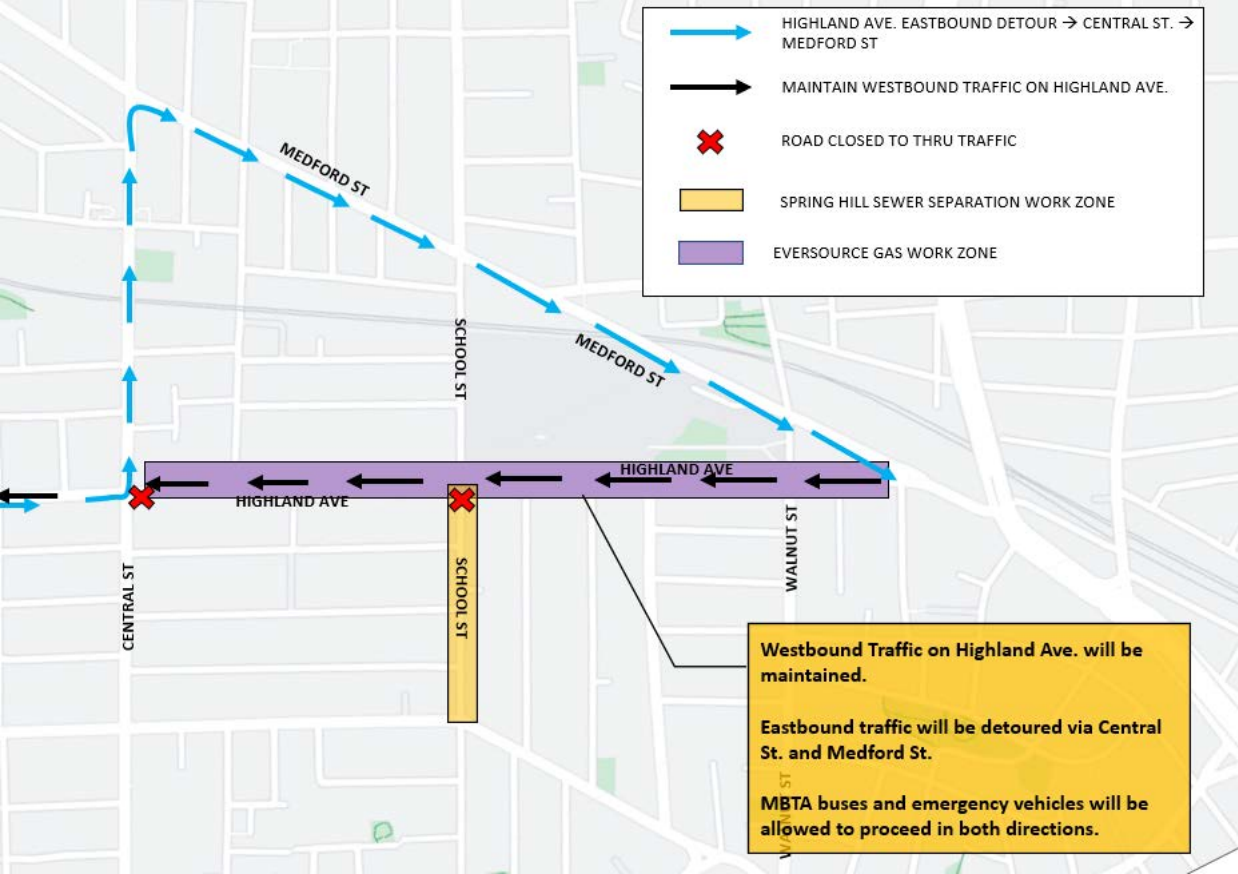 HIGHLAND AVE. EASTBOUND DETOUR → CENTRAL ST. →
MEDFORD ST
MAINTAIN WESTBOUND TRAFFIC ON HIGHLAND AVE.
ROAD CLOSED TO THRU TRAFFIC
SPRING HILL SEWER SEPARATION WORK ZONE
EVERSOURCE GAS WORK ZONE
MEDFORD ST
SCHOOL ST
MEDFORD ST
HIGHLAND AVE
HIGHLAND AVE
CENTRAL ST
SCHOOL ST
WALNUT ST
Westbound Traffic on Highland Ave. will be
maintained.
Eastbound traffic will be detoured via Central
St. and Medford St.
MBTA buses and emergency vehicles will be
allowed to proceed in both directions.
WALNUT ST